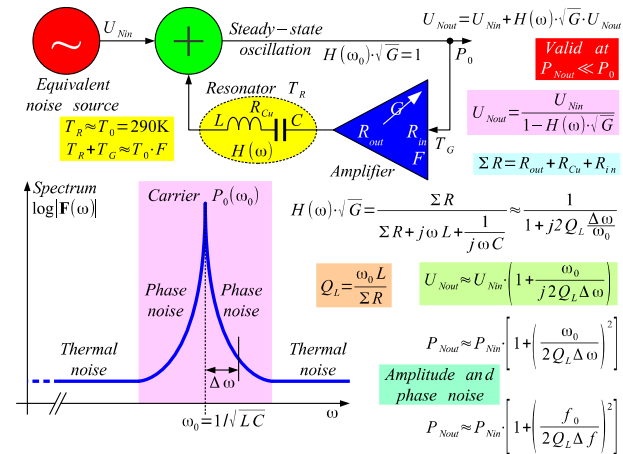 U_Nin
Steady–state
oscillation
H(ω₀)·√G=1
U_Nout=U_Nin+H(ω)·√G·U_Nout
P₀
Valid at
P_Nout≪P₀
~
+
Equivalent
noise source
Resonator T_R
R_Cu
L
C
H(ω)
G
R_out
R_in
F
T_G
Amplifier
T_R≈T₀=290K
T_R+T_G≈T₀·F
U_Nout=U_Nin/(1−H(ω)·√G)
ΣR=R_out+R_Cu+R_in
Spectrum
log|F(ω)|
Carrier
P₀(ω₀)
H(ω)·√G=ΣR/(ΣR+jωL+1/(jωC))≈1/(1+j2Q_L Δω/ω₀)
Phase
noise
Phase
noise
Q_L=ω₀L/ΣR
U_Nout≈U_Nin·(1+ω₀/(j2Q_LΔω))
Thermal
noise
Thermal
noise
Δω
P_Nout≈P_Nin·[1+(ω₀/(2Q_LΔω))²]
Amplitude and
phase noise
ω₀=1/√LC
ω
P_Nout≈P_Nin·[1+(f₀/(2Q_LΔf))²]